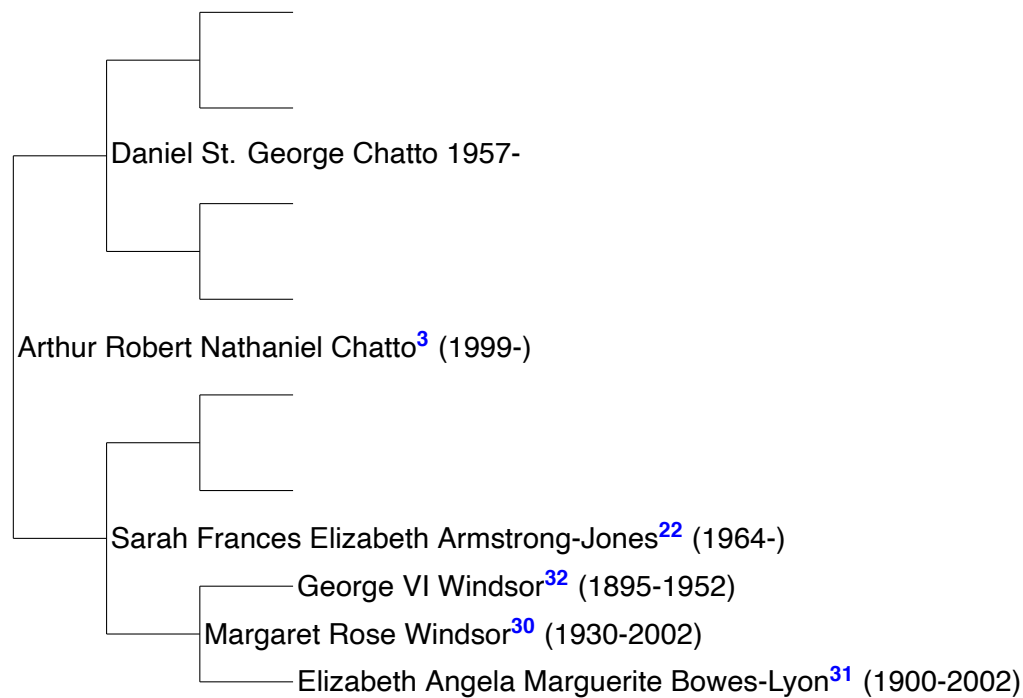 Daniel St. George Chatto 1957-
Arthur Robert Nathaniel Chatto3 (1999-)
Sarah Frances Elizabeth Armstrong-Jones22 (1964-)
George VI Windsor32 (1895-1952)
Margaret Rose Windsor30 (1930-2002)
Elizabeth Angela Marguerite Bowes-Lyon31 (1900-2002)